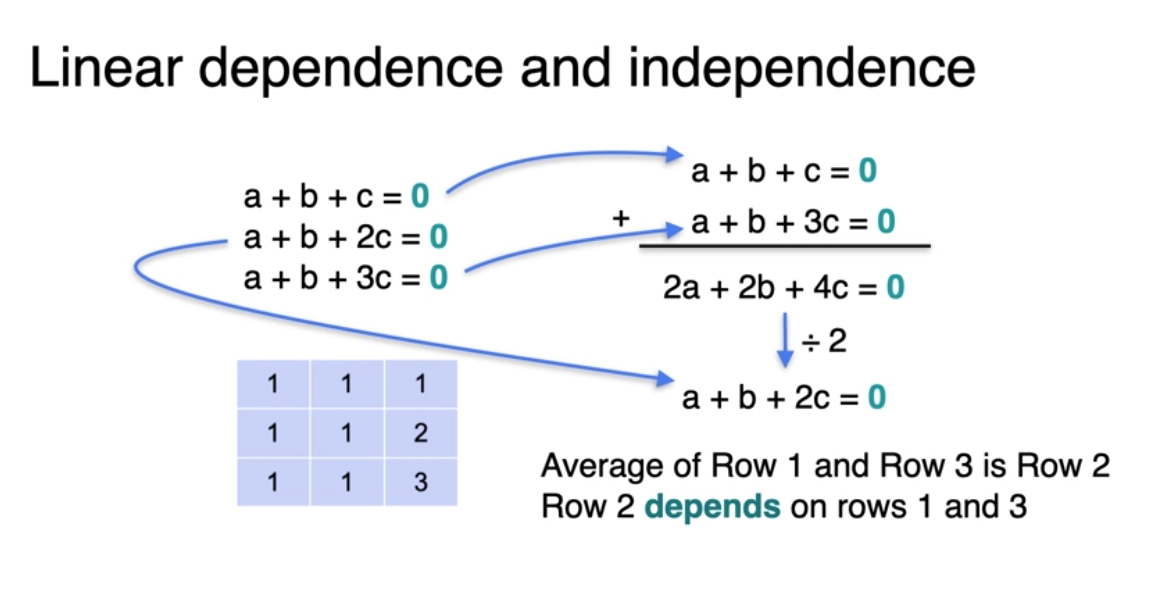 Linear dependence and independence
a + b + c = 0
a + b + 2c = 0
a + b + 3c = 0
a + b + c = 0
+ a + b + 3c = 0
2a + 2b + 4c = 0
÷ 2
a + b + 2c = 0
1 1 1
1 1 2
1 1 3
Average of Row 1 and Row 3 is Row 2
Row 2 depends on rows 1 and 3